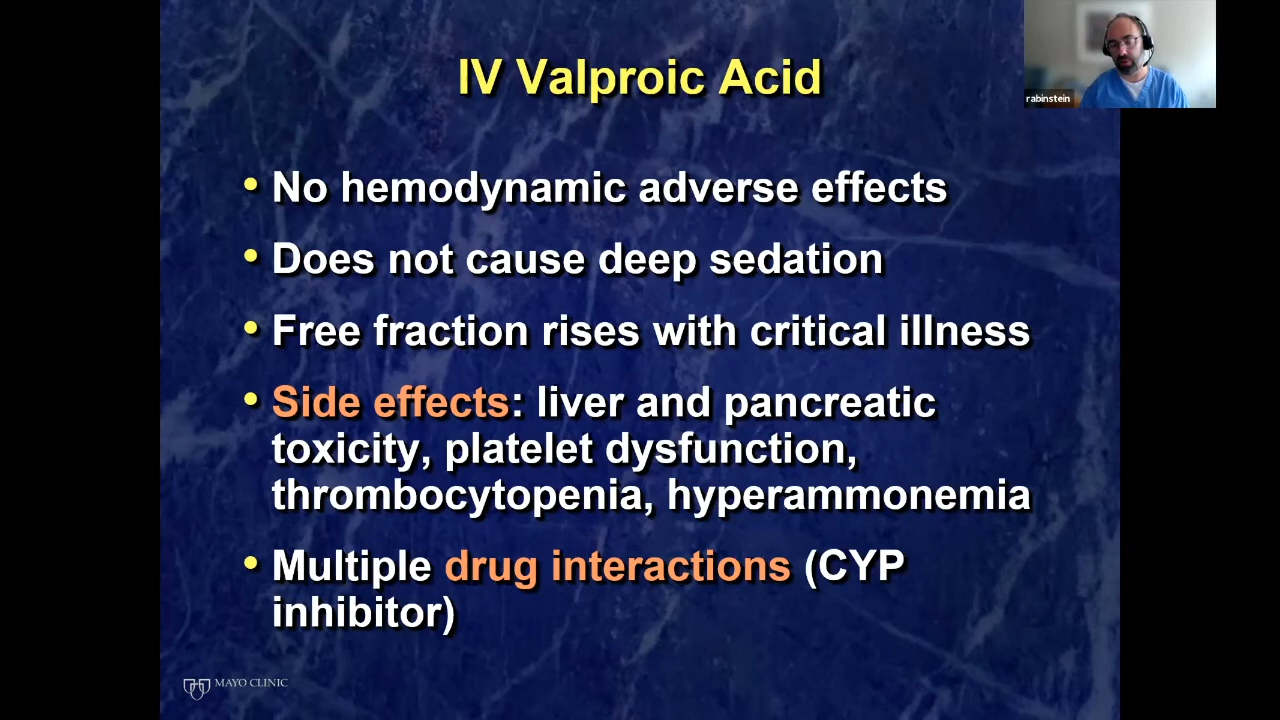 IV Valproic Acid
rabinstein
• No hemodynamic adverse effects
• Does not cause deep sedation
• Free fraction rises with critical illness
• Side effects: liver and pancreatic
toxicity, platelet dysfunction,
thrombocytopenia, hyperammonemia
• Multiple drug interactions (CYP
inhibitor)
MAYO CLINIC